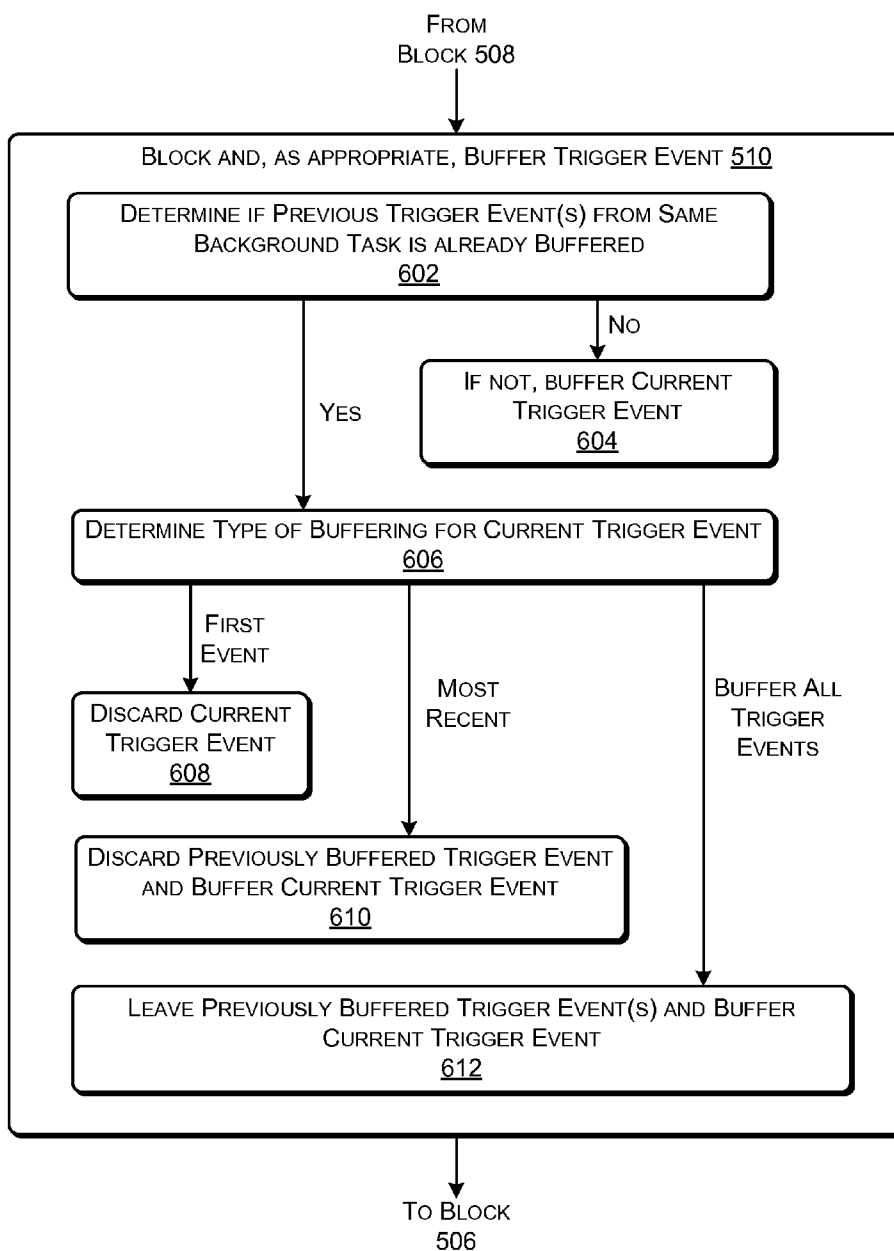 FROM
BLOCK 508
BLOCK AND, AS APPROPRIATE, BUFFER TRIGGER EVENT 510
DETERMINE IF PREVIOUS TRIGGER EVENT(S) FROM SAME
BACKGROUND TASK IS ALREADY BUFFERED
602
NO
IF NOT, BUFFER CURRENT
TRIGGER EVENT
604
YES
DETERMINE TYPE OF BUFFERING FOR CURRENT TRIGGER EVENT
606
FIRST
EVENT
MOST
RECENT
BUFFER ALL
TRIGGER
EVENTS
DISCARD CURRENT
TRIGGER EVENT
608
DISCARD PREVIOUSLY BUFFERED TRIGGER EVENT
AND BUFFER CURRENT TRIGGER EVENT
610
LEAVE PREVIOUSLY BUFFERED TRIGGER EVENT(S) AND BUFFER
CURRENT TRIGGER EVENT
612
TO BLOCK
506